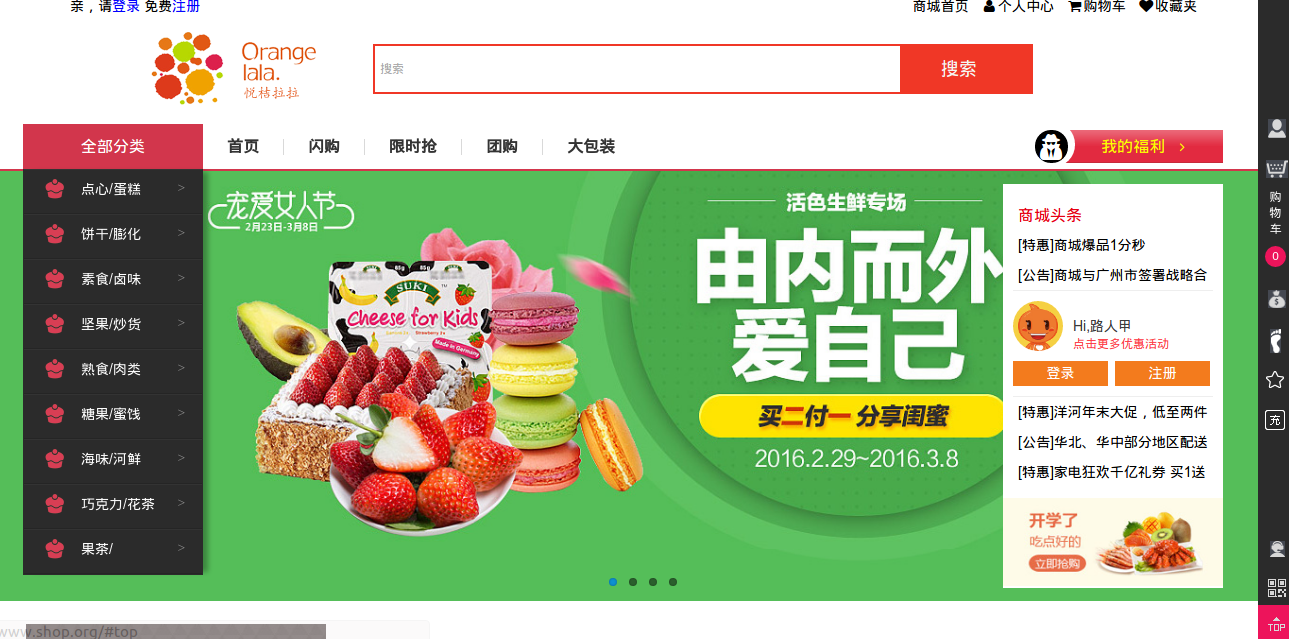 亲，请登录 免费注册
商城首页 个人中心 购物车 收藏夹
Orange
lala.
悦桔拉拉
搜索
搜索
全部分类
首页 闪购 限时抢 团购 大包装
我的福利 >
点心/蛋糕 >
饼干/膨化 >
素食/卤味 >
坚果/炒货 >
熟食/肉类 >
糖果/蜜饯 >
海味/河鲜 >
巧克力/花茶 >
果茶/ >
宠爱女人节
2月23日-3月8日
SUKI
Cheese for Kids
Made in Germany
85g 85g
活色生鲜专场
由内而外
爱自己
买二付一 分享闺蜜
2016.2.29~2016.3.8
商城头条
[特惠]商城爆品1分秒
[公告]商城与广州市签署战略合
Hi,路人甲
点击更多优惠活动
登录 注册
[特惠]洋河年末大促，低至两件
[公告]华北、华中部分地区配送
[特惠]家电狂欢千亿礼券 买1送
开学了
吃点好的
立即抢购
购
物
车
0
充
TOP
www.shop.org/#top